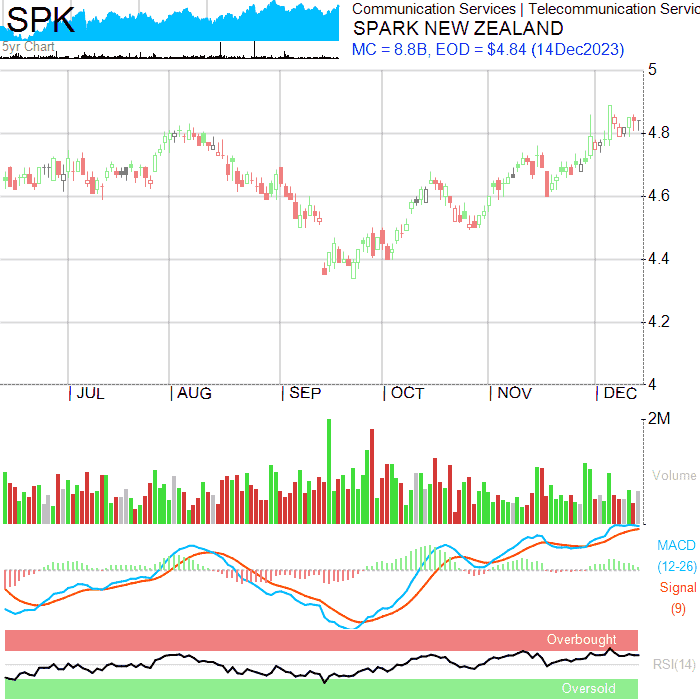 SPK
Communication Services | Telecommunication Servic
SPARK NEW ZEALAND
MC = 8.8B, EOD = $4.84 (14Dec2023)
5yr Chart
5
4.8
4.6
4.4
4.2
4
JUL
AUG
SEP
OCT
NOV
DEC
2M
Volume
MACD
(12-26)
Signal
(9)
Overbought
RSI(14)
Oversold